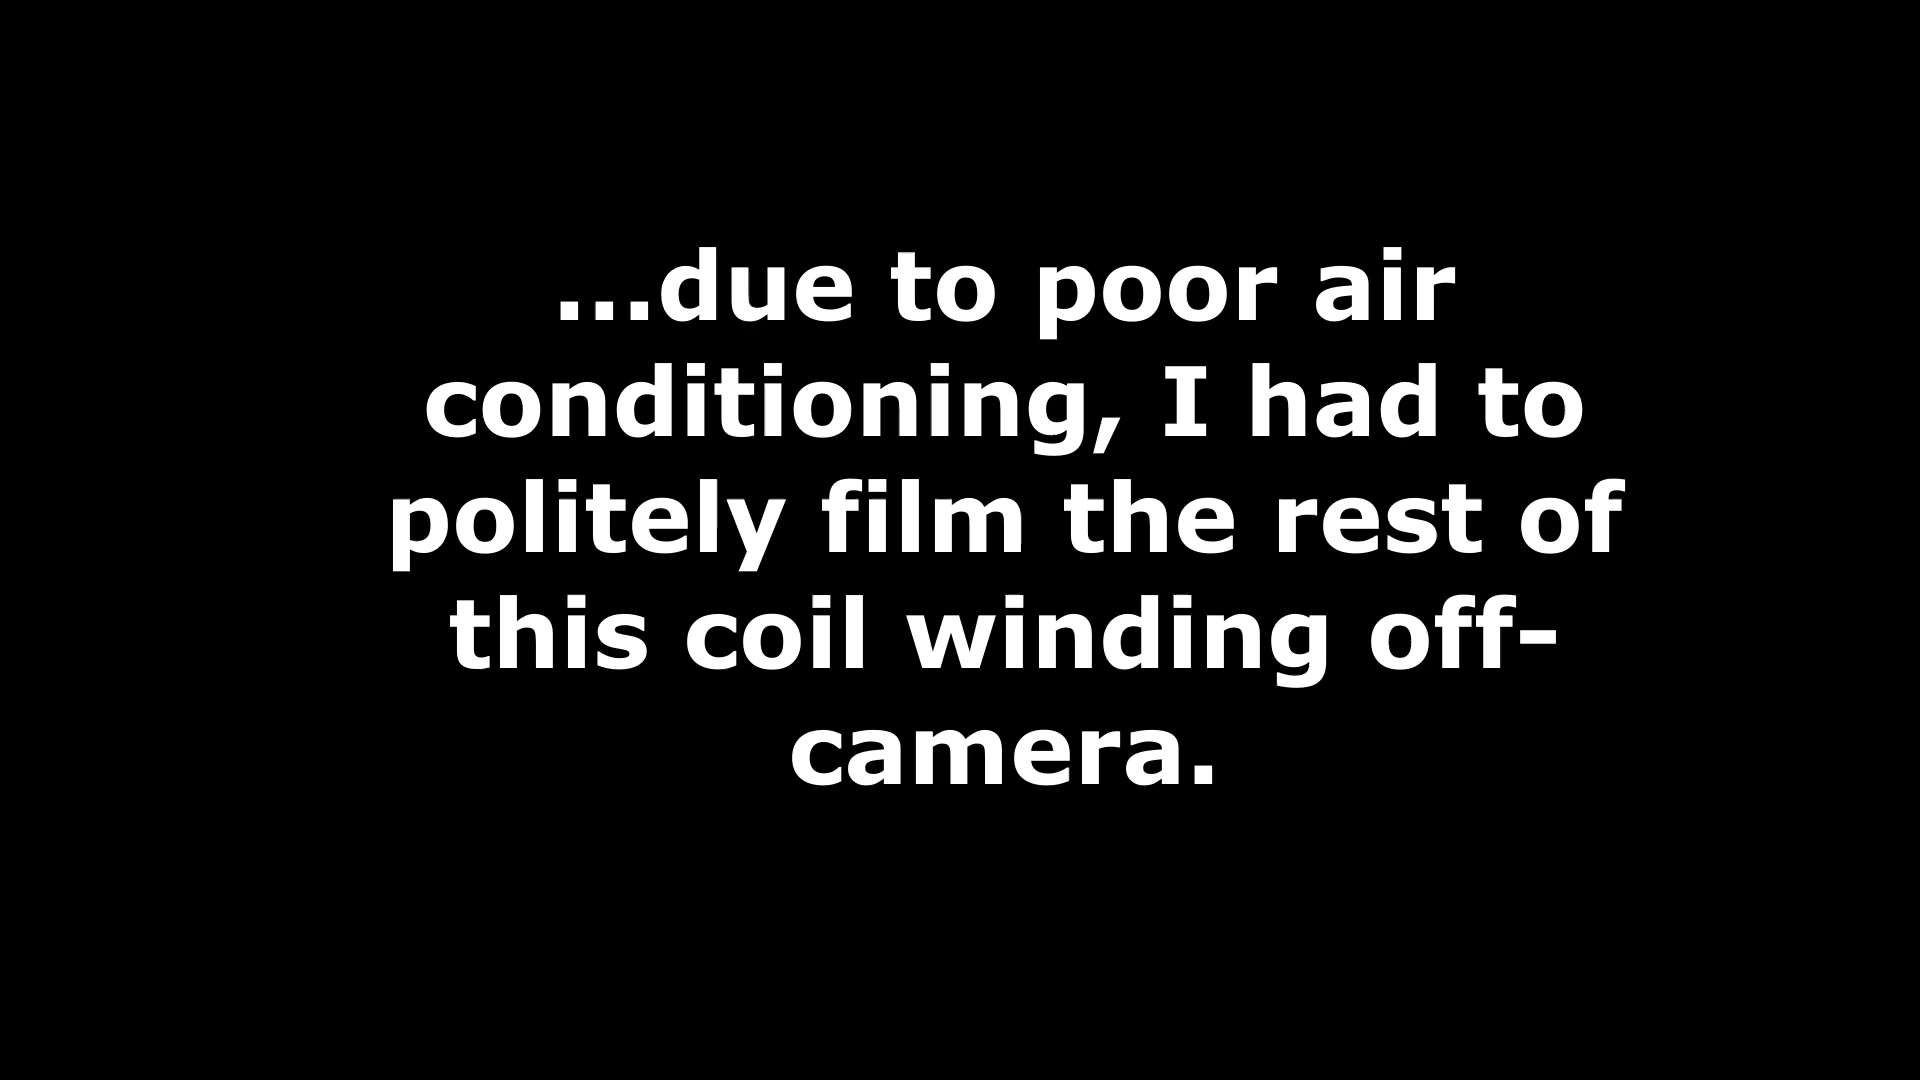 ...due to poor air
conditioning, I had to
politely film the rest of
this coil winding off-
camera.